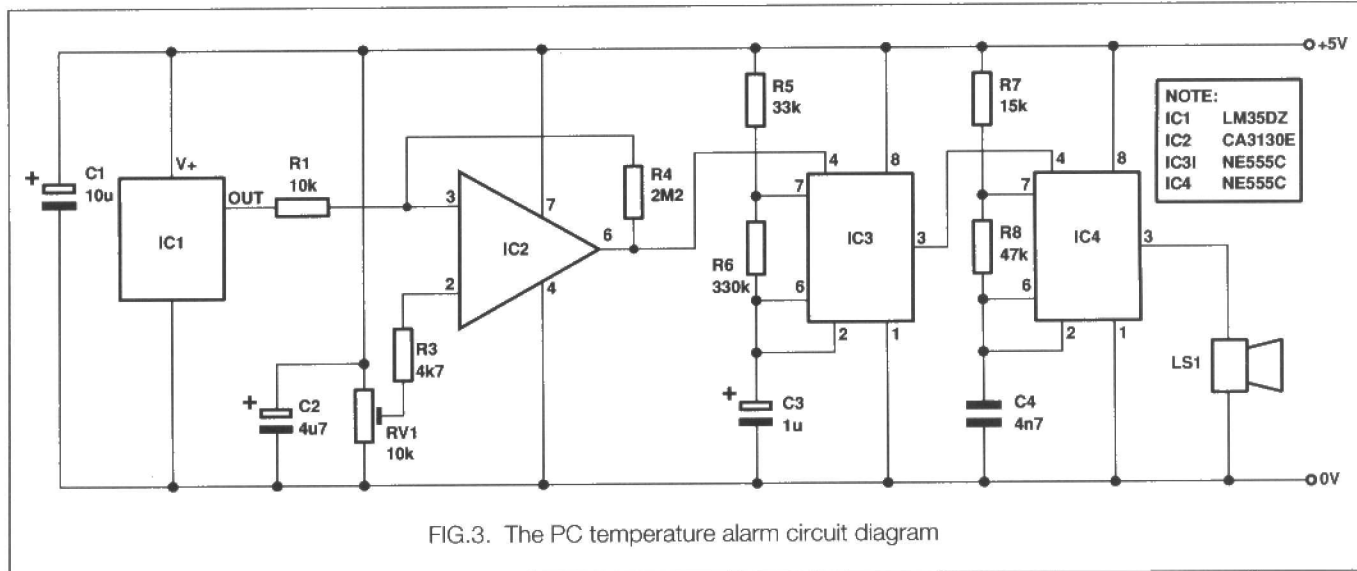 +5V
NOTE:
IC1 LM35DZ
IC2 CA3130E
IC3I NE555C
IC4 NE555C
+
C1
10u
V+
IC1
OUT
R1
10k
3
2
IC2
7
4
6
R4
2M2
R3
4k7
+
C2
4u7
RV1
10k
R5
33k
R6
330k
4
8
7
IC3
3
6
2
1
+
C3
1u
R7
15k
R8
47k
4
8
7
IC4
3
6
2
1
C4
4n7
LS1
0V
FIG.3. The PC temperature alarm circuit diagram